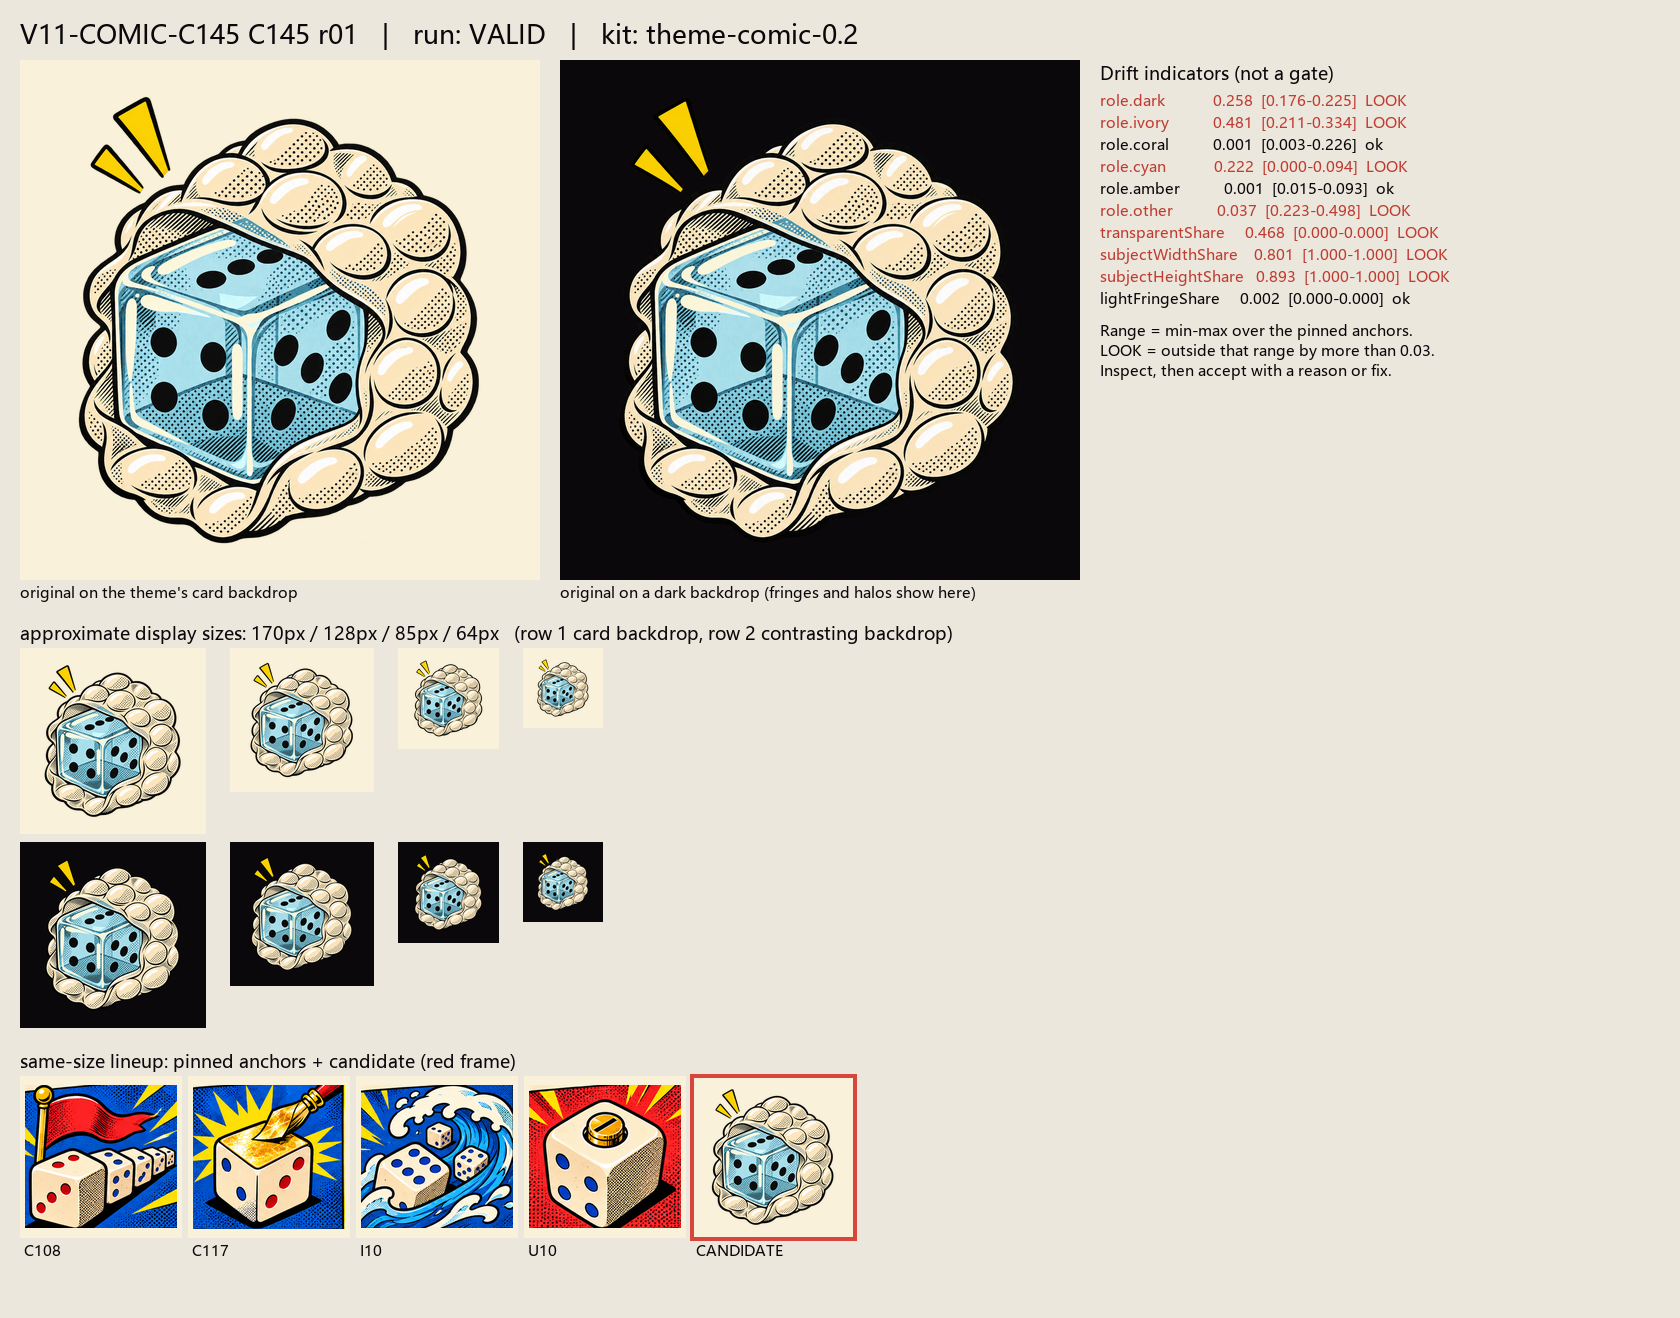 V11-COMIC-C145 C145 r01 | run: VALID | kit: theme-comic-0.2
Drift indicators (not a gate)
role.dark 0.258 [0.176-0.225] LOOK
role.ivory 0.481 [0.211-0.334] LOOK
role.coral 0.001 [0.003-0.226] ok
role.cyan 0.222 [0.000-0.094] LOOK
role.amber 0.001 [0.015-0.093] ok
role.other 0.037 [0.223-0.498] LOOK
transparentShare 0.468 [0.000-0.000] LOOK
subjectWidthShare 0.801 [1.000-1.000] LOOK
subjectHeightShare 0.893 [1.000-1.000] LOOK
lightFringeShare 0.002 [0.000-0.000] ok
Range = min-max over the pinned anchors.
LOOK = outside that range by more than 0.03.
Inspect, then accept with a reason or fix.
original on the theme's card backdrop
original on a dark backdrop (fringes and halos show here)
approximate display sizes: 170px / 128px / 85px / 64px (row 1 card backdrop, row 2 contrasting backdrop)
same-size lineup: pinned anchors + candidate (red frame)
C108
C117
I10
U10
CANDIDATE